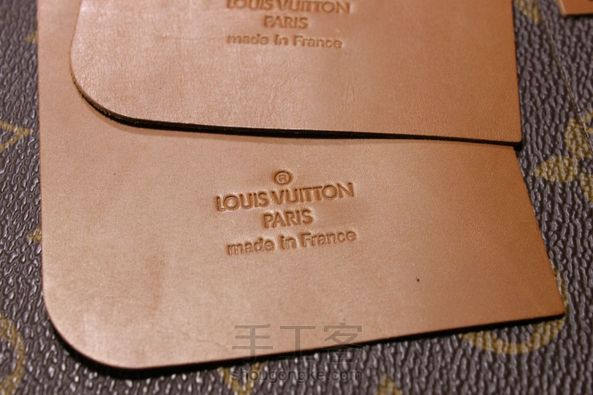 LOUIS VUITTON
PARIS
made in France
®
LOUIS VUITTON
PARIS
made in France
手工客
shougongke.com